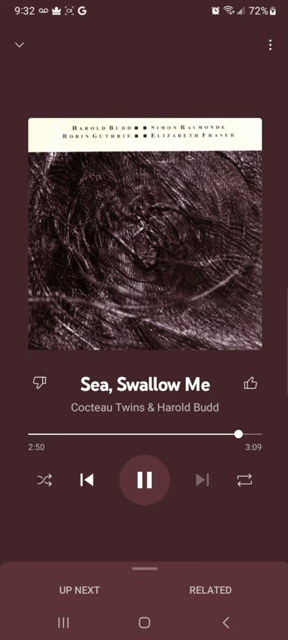 9:32
72%
HAROLD BUDD ■ ■ SIMON RAYMONDE
ROBIN GUTHRIE ■ ■ ELIZABETH FRASER
Sea, Swallow Me
Cocteau Twins & Harold Budd
2:50
3:09
UP NEXT
RELATED